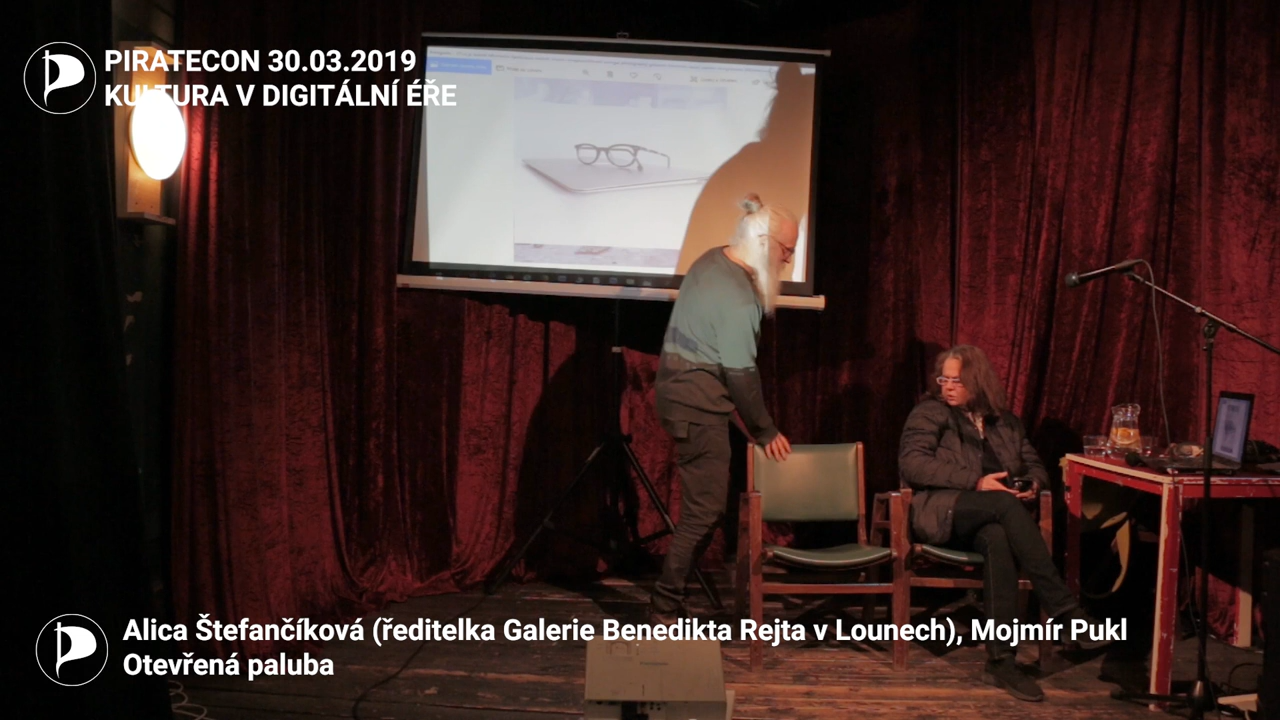 PIRATECON 30.03.2019
KULTURA V DIGITÁLNÍ ÉŘE
Alica Štefančíková (ředitelka Galerie Benedikta Rejta v Lounech), Mojmír Pukl
Otevřená paluba